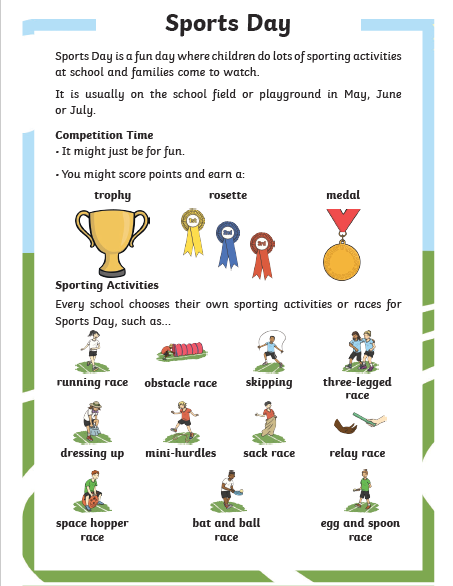 Sports Day
Sports Day is a fun day where children do lots of sporting activities
at school and families come to watch.
It is usually on the school field or playground in May, June
or July.
Competition Time
• It might just be for fun.
• You might score points and earn a:
trophy rosette medal
1st
2nd
3rd
Sporting Activities
Every school chooses their own sporting activities or races for
Sports Day, such as...
running race obstacle race skipping three-legged
race
dressing up mini-hurdles sack race relay race
space hopper bat and ball egg and spoon
race race race